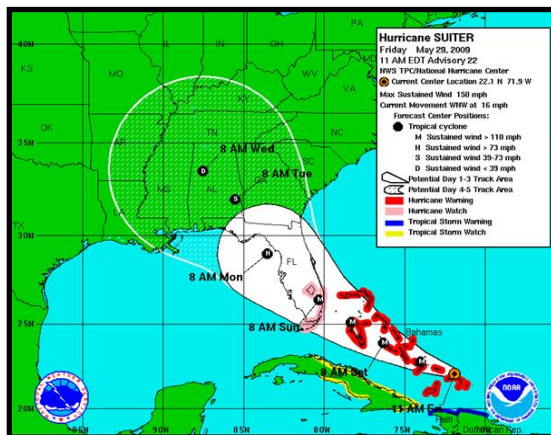 Hurricane SUITER
Friday May 29, 2009
11 AM EDT Advisory 22
NWS TPC/National Hurricane Center
Current Center Location 22.1 N 71.9 W
Max Sustained Wind 150 mph
Current Movement WNW at 16 mph
Forecast Center Positions:
Tropical cyclone
M Sustained wind > 110 mph
H Sustained wind > 73 mph
S Sustained wind 39-73 mph
D Sustained wind < 39 mph
Potential Day 1-3 Track Area
Potential Day 4-5 Track Area
Hurricane Warning
Hurricane Watch
Tropical Storm Warning
Tropical Storm Watch
40N
35N
30N
25N
20N
95W
90W
85W
80W
75W
KS
MO
IL
IN
OH
PA
WV
VA
KY
OK
AR
TN
NC
SC
MS
AL
GA
LA
TX
FL
D
8 AM Wed
S
8 AM Tue
H
8 AM Mon
M
8 AM Sun
M
M
8 AM Sat
M
11 AM Fri
Bahamas
Cuba
Haiti
Dominican Rep.
NOAA